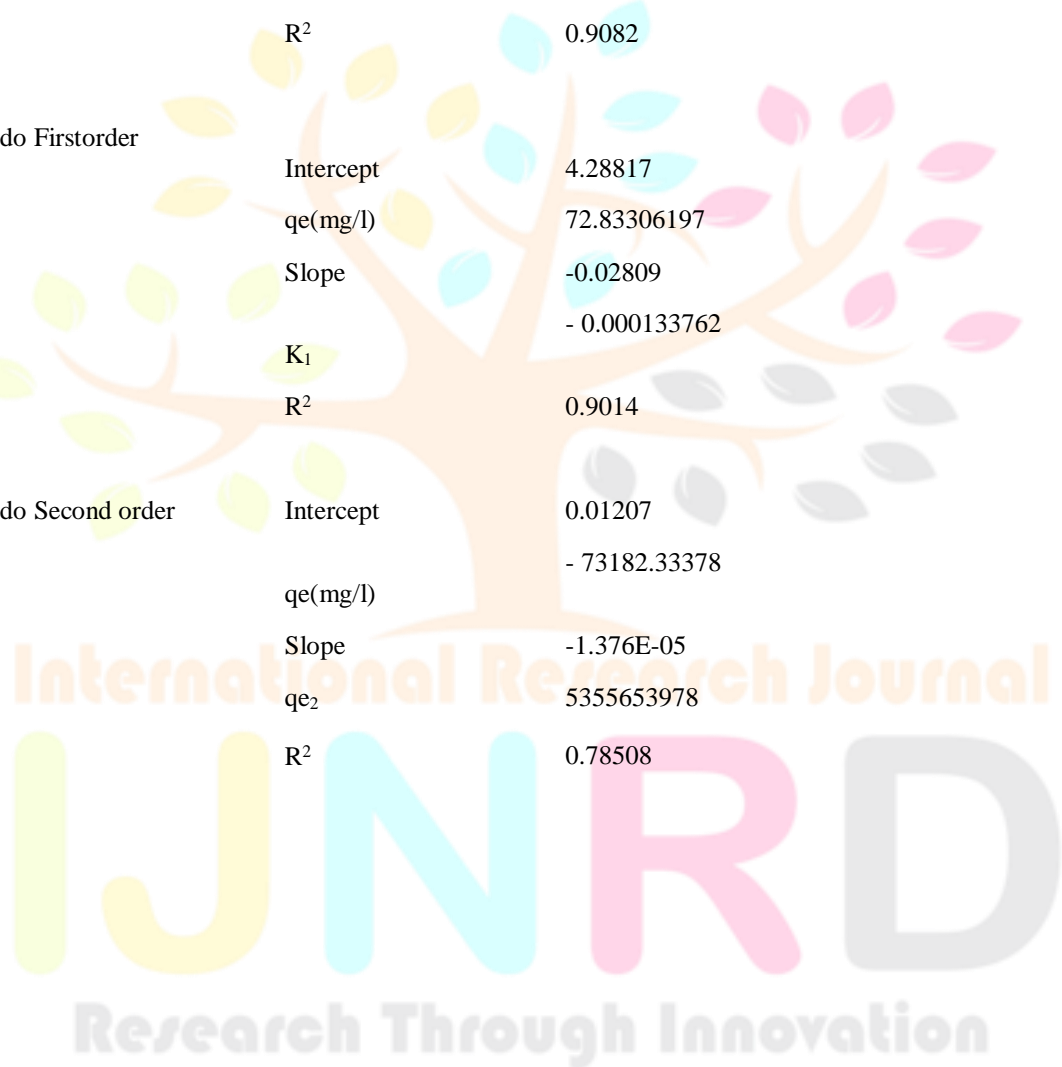 R² 0.9082
do Firstorder
Intercept 4.28817
qe(mg/l) 72.83306197
Slope -0.02809
- 0.000133762
K₁
R² 0.9014
do Second order Intercept 0.01207
- 73182.33378
qe(mg/l)
Slope -1.376E-05
qe₂ 5355653978
R² 0.78508
International Research Journal
IJNRD
Research Through Innovation